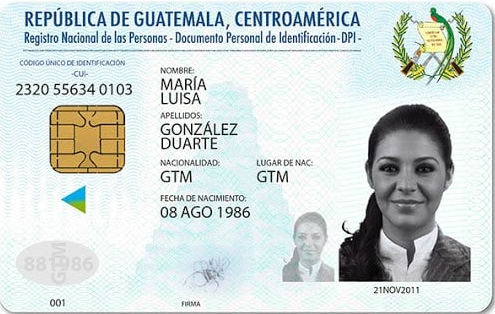 REPÚBLICA DE GUATEMALA, CENTROAMÉRICA
Registro Nacional de las Personas - Documento Personal de Identificación -DPI -
CÓDIGO ÚNICO DE IDENTIFICACIÓN
-CUI-
2320 55634 0103
NOMBRE:
MARÍA
LUISA
APELLIDOS:
GONZÁLEZ
DUARTE
NACIONALIDAD:
GTM
LUGAR DE NAC:
GTM
FECHA DE NACIMIENTO:
08 AGO 1986
GTM
001
FIRMA
21NOV2011